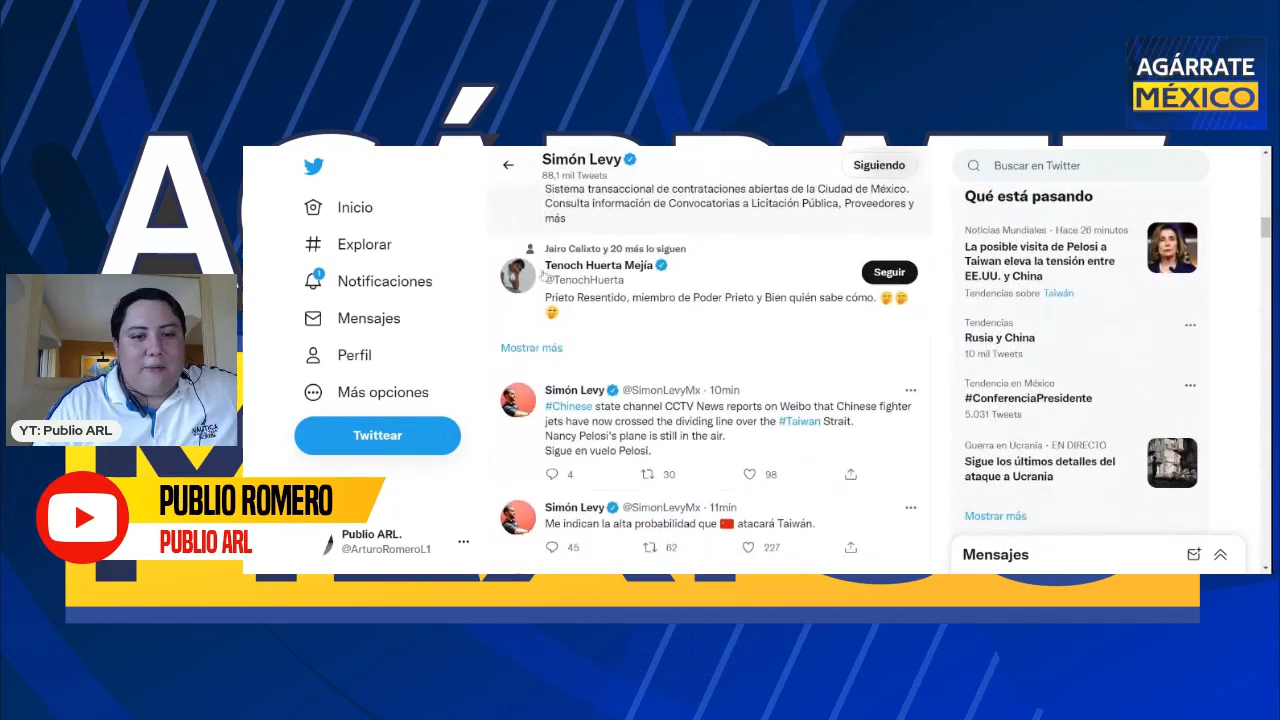 AGÁRRATE
MÉXICO
Simón Levy
88,1 mil Tweets
Siguiendo
Sistema transaccional de contrataciones abiertas de la Ciudad de México.
Consulta información de Convocatorias a Licitación Pública, Proveedores y
más
Jairo Calixto y 20 más lo siguen
Tenoch Huerta Mejía
@TenochHuerta
Seguir
Prieto Resentido, miembro de Poder Prieto y Bien quién sabe cómo.
Mostrar más
Simón Levy @SimonLevyMx · 10min
#Chinese state channel CCTV News reports on Weibo that Chinese fighter
jets have now crossed the dividing line over the #Taiwan Strait.
Nancy Pelosi's plane is still in the air.
Sigue en vuelo Pelosi.
4 30 98
Simón Levy @SimonLevyMx · 11min
Me indican la alta probabilidad que atacará Taiwán.
45 62 227
Inicio
Explorar
1
Notificaciones
Mensajes
Perfil
Más opciones
Twittear
Publio ARL.
@ArturoRomeroL1
Buscar en Twitter
Qué está pasando
Noticias Mundiales · Hace 26 minutos
La posible visita de Pelosi a
Taiwan eleva la tensión entre
EE.UU. y China
Tendencias sobre Taiwán
Tendencias
Rusia y China
10 mil Tweets
Tendencia en México
#ConferenciaPresidente
5.031 Tweets
Guerra en Ucrania · EN DIRECTO
Sigue los últimos detalles del
ataque a Ucrania
Mostrar más
Mensajes
NAUTICA
YT: Publio ARL
PUBLIO ROMERO
PUBLIO ARL